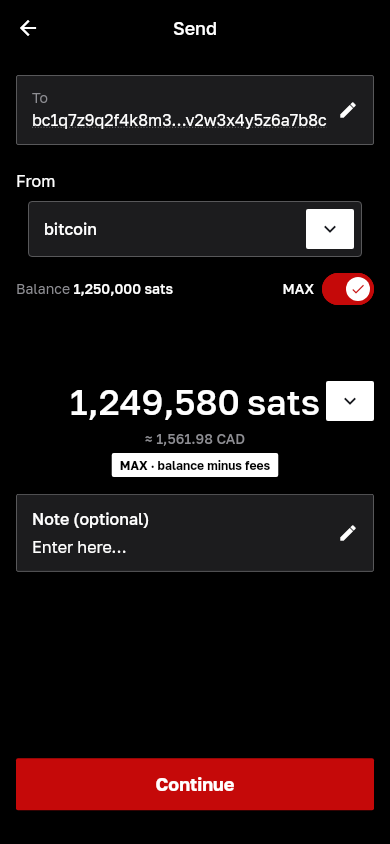 Send
To
bc1q7z9q2f4k8m3...v2w3x4y5z6a7b8c
From
bitcoin
Balance 1,250,000 sats
MAX
1,249,580 sats
≈ 1,561.98 CAD
MAX · balance minus fees
Note (optional)
Enter here...
Continue